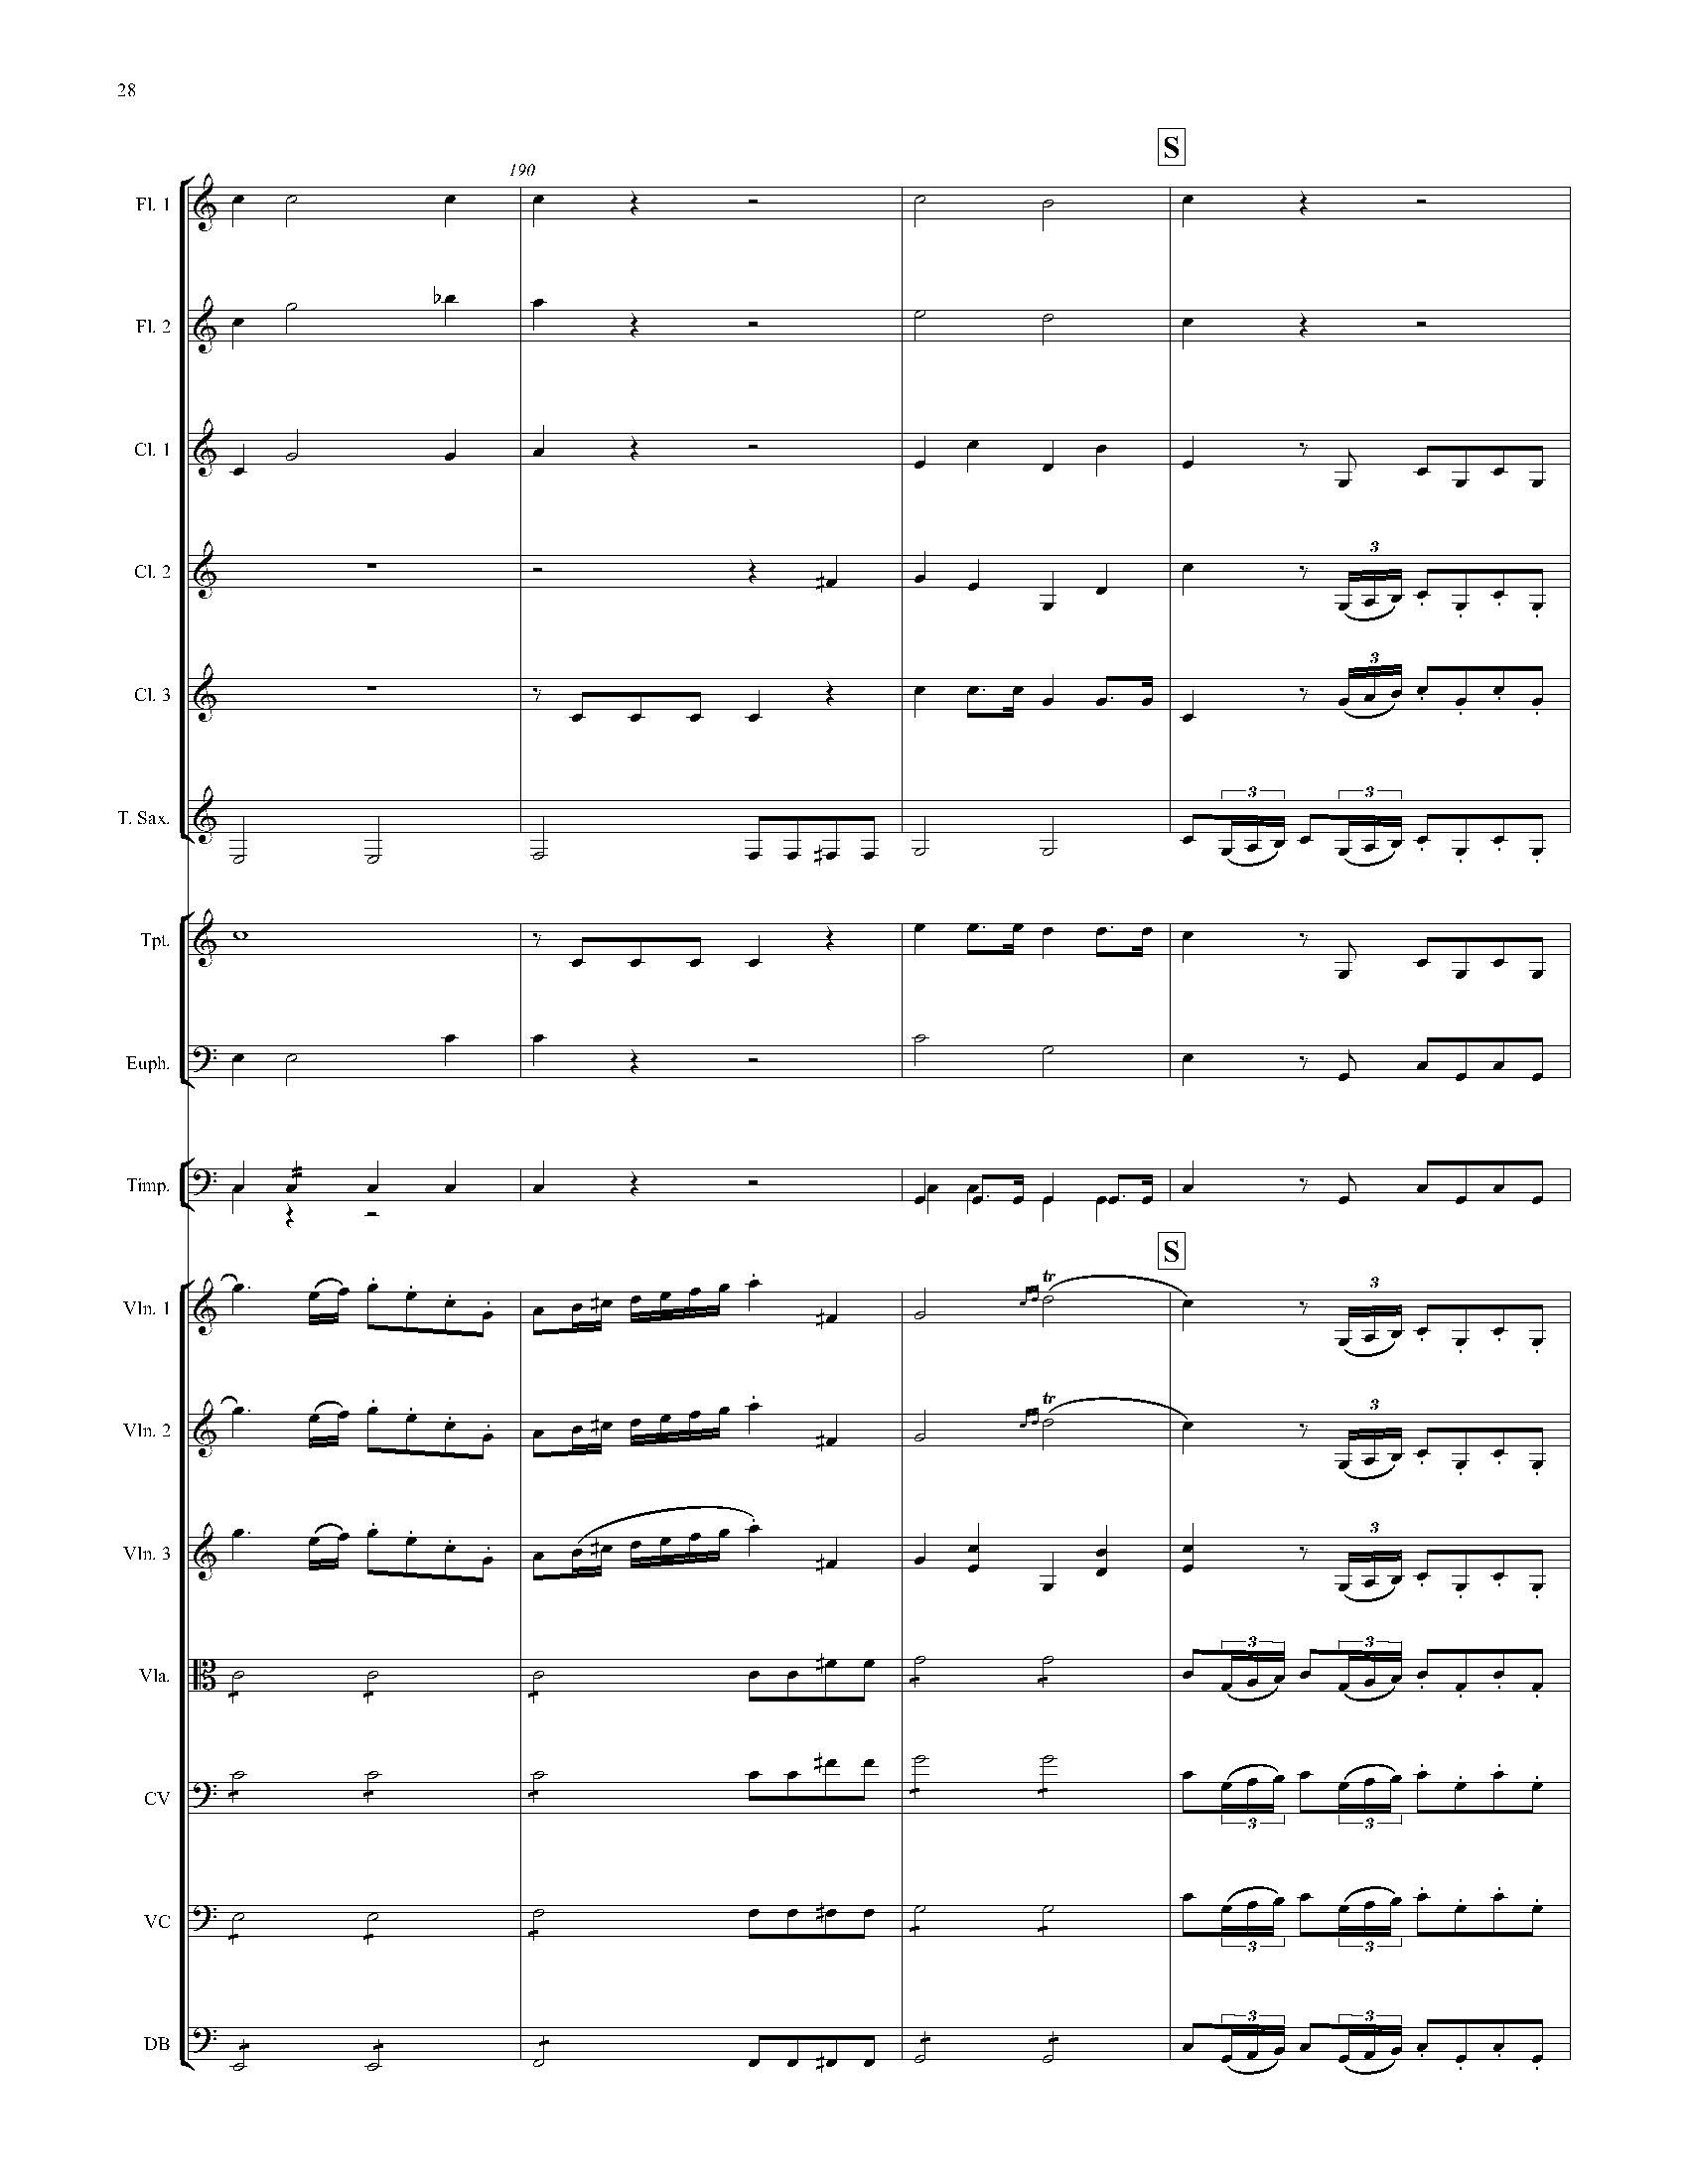 28
S
190
Fl. 1
Fl. 2
Cl. 1
Cl. 2
3
Cl. 3
3
T. Sax.
3
3
Tpt.
Euph.
Timp.
S
Vln. 1
tr
3
Vln. 2
tr
3
Vln. 3
3
Vla.
3
3
CV
3
3
VC
3
3
DB
3
3